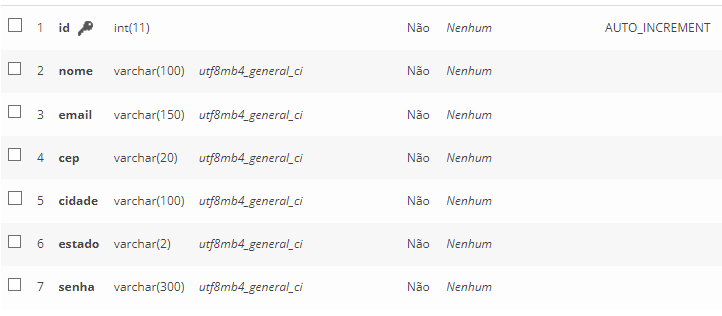 1 id int(11) Não Nenhum AUTO_INCREMENT
2 nome varchar(100) utf8mb4_general_ci Não Nenhum
3 email varchar(150) utf8mb4_general_ci Não Nenhum
4 cep varchar(20) utf8mb4_general_ci Não Nenhum
5 cidade varchar(100) utf8mb4_general_ci Não Nenhum
6 estado varchar(2) utf8mb4_general_ci Não Nenhum
7 senha varchar(300) utf8mb4_general_ci Não Nenhum